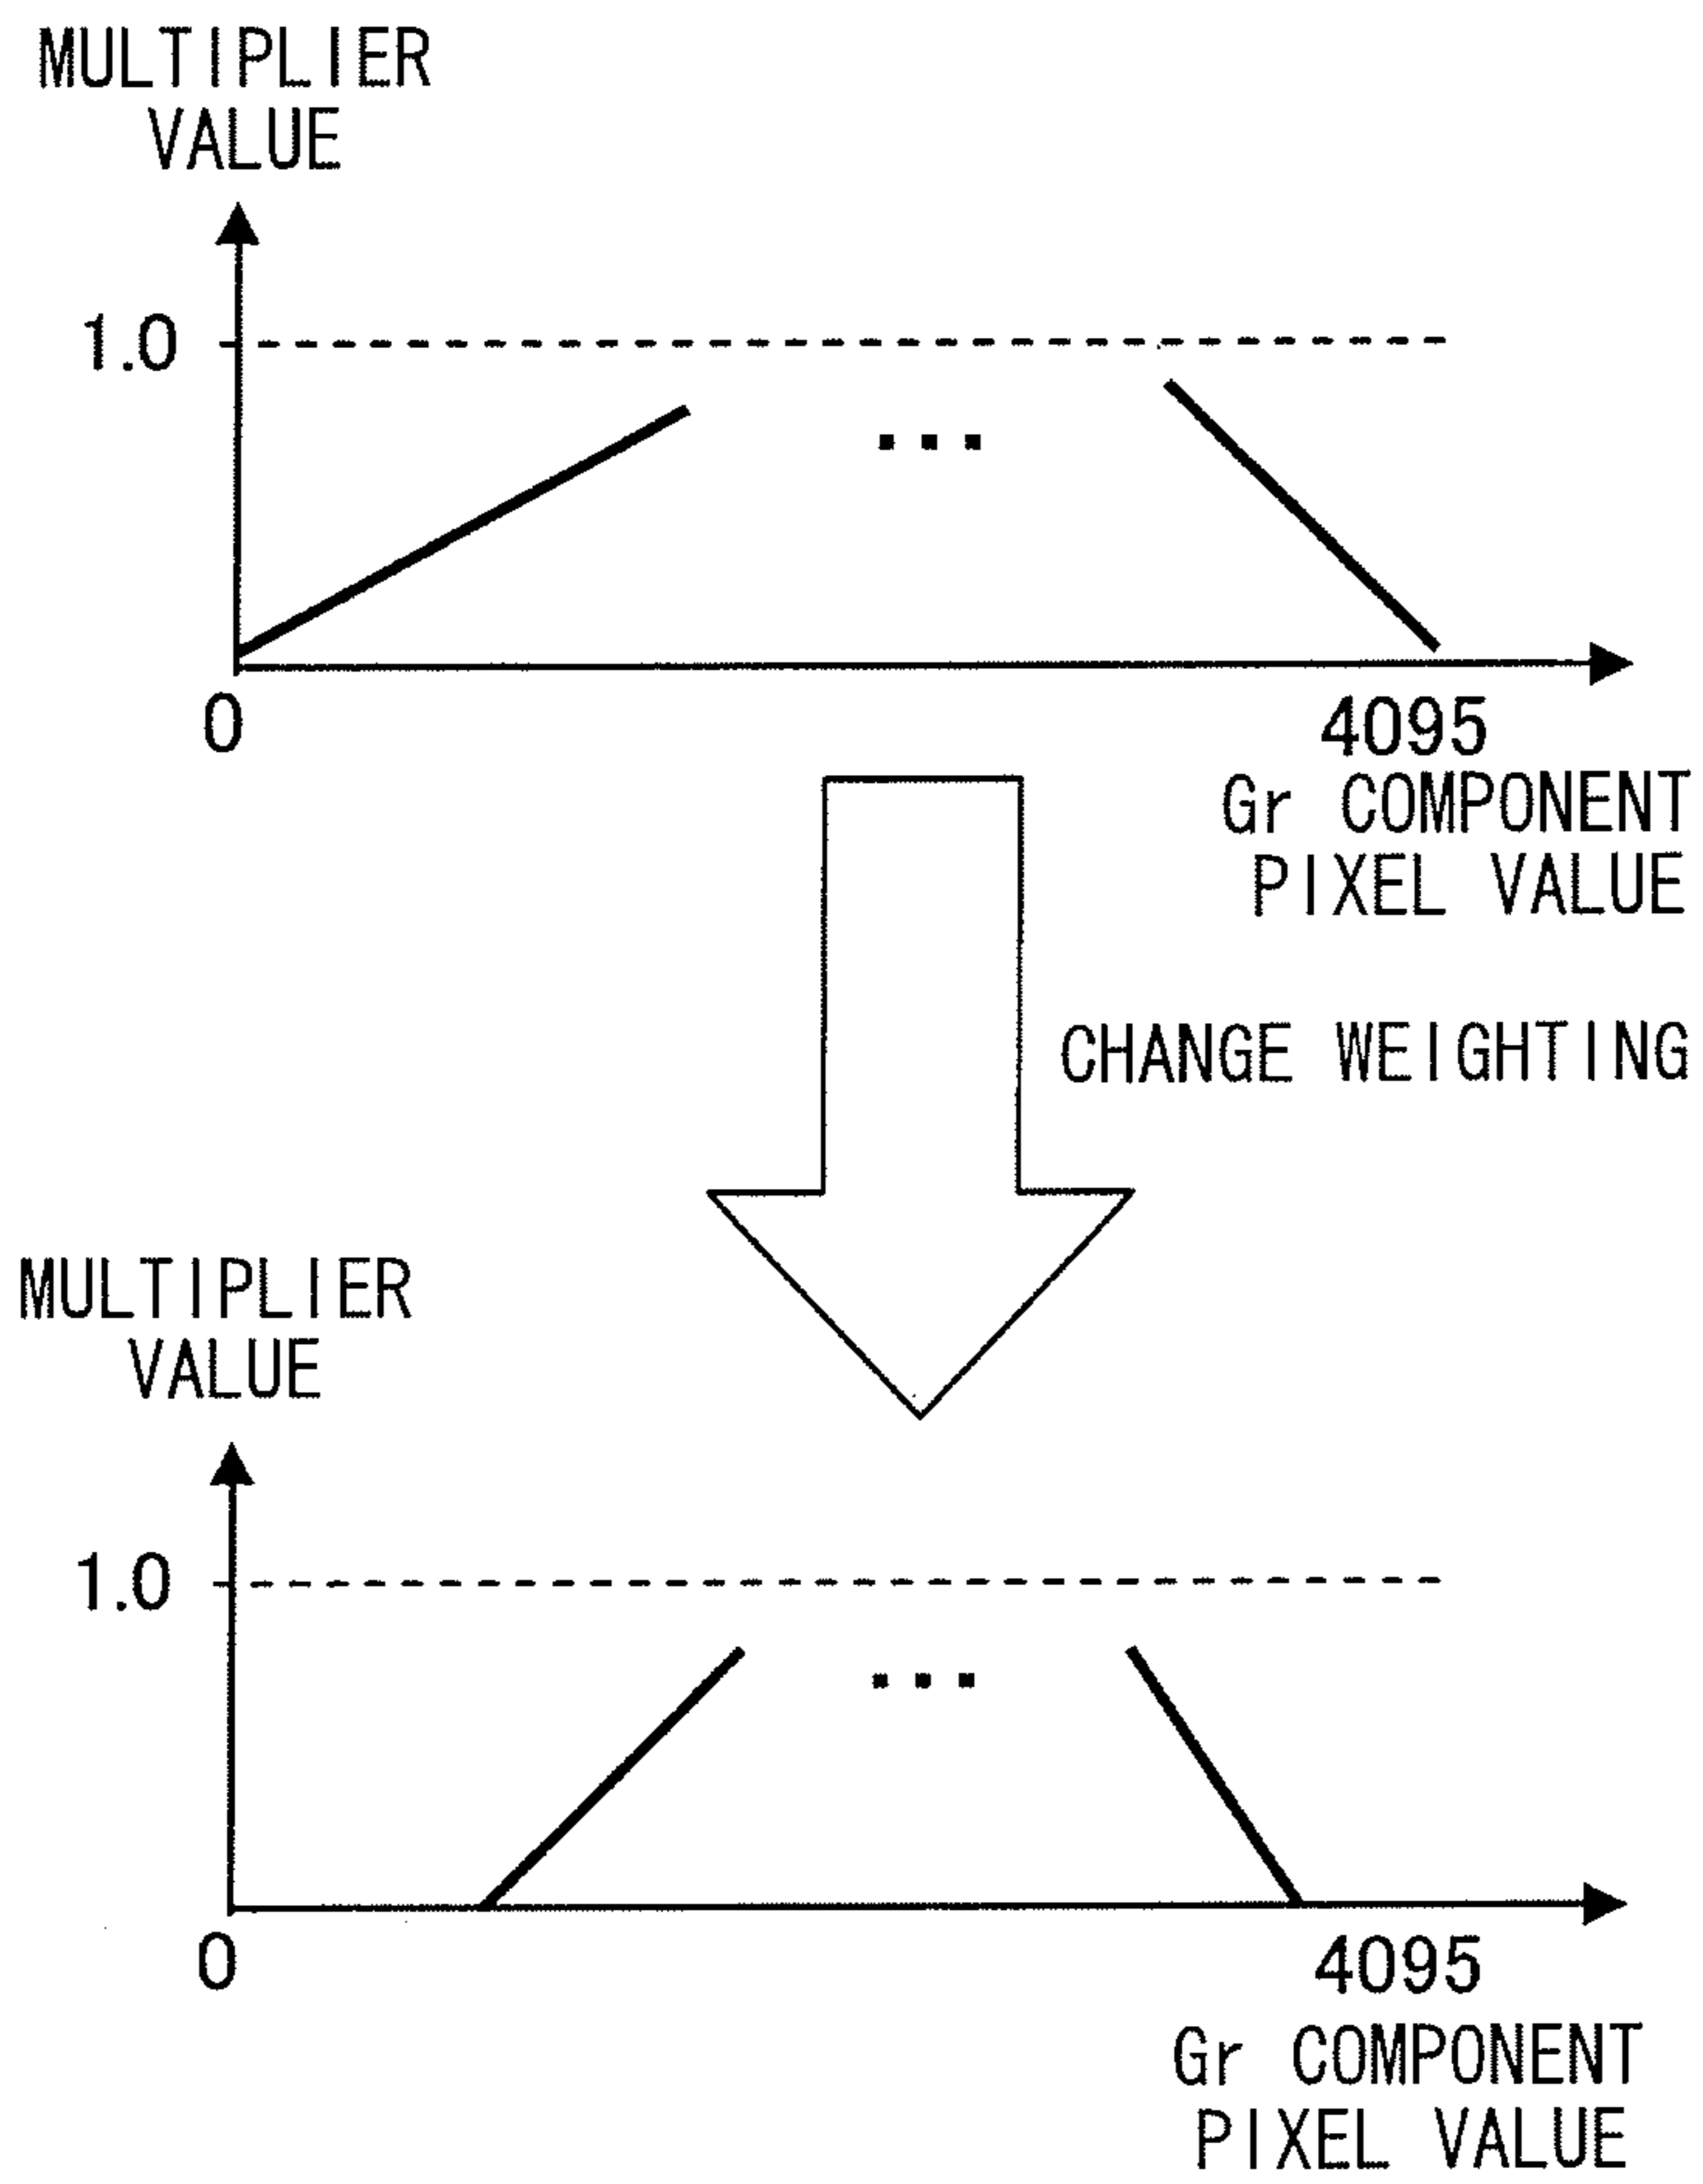 MULTIPLIER
VALUE
1.0
...
0
4095
Gr COMPONENT
PIXEL VALUE
CHANGE WEIGHTING
MULTIPLIER
VALUE
1.0
...
0
4095
Gr COMPONENT
PIXEL VALUE